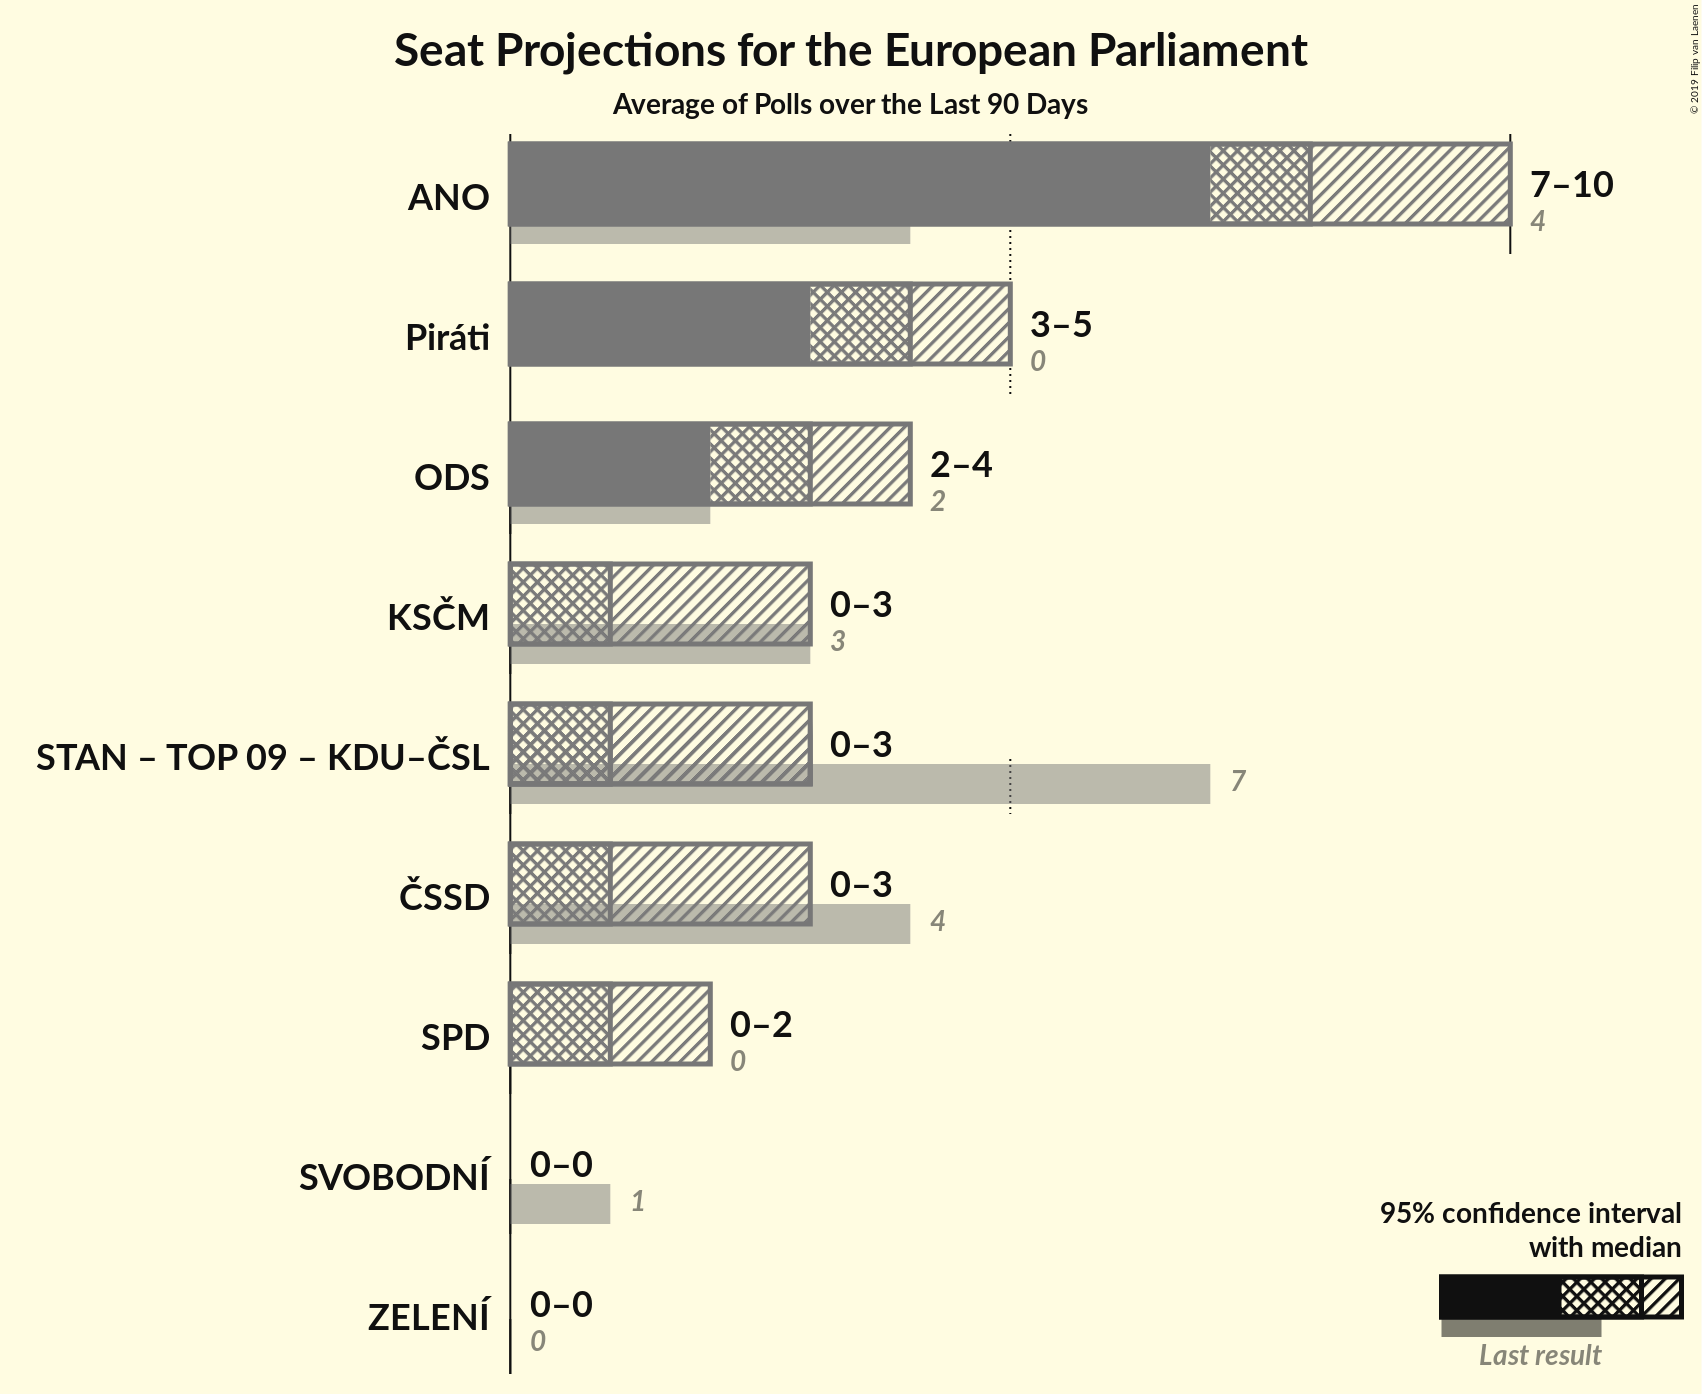 Seat Projections for the European Parliament
Average of Polls over the Last 90 Days
© 2019 Filip van Laenen
ANO
7–10
4
Piráti
3–5
0
ODS
2–4
2
KSČM
0–3
3
STAN – TOP 09 – KDU–ČSL
0–3
7
ČSSD
0–3
4
SPD
0–2
0
SVOBODNÍ
0–0
1
ZELENÍ
0–0
0
95% confidence interval
with median
Last result